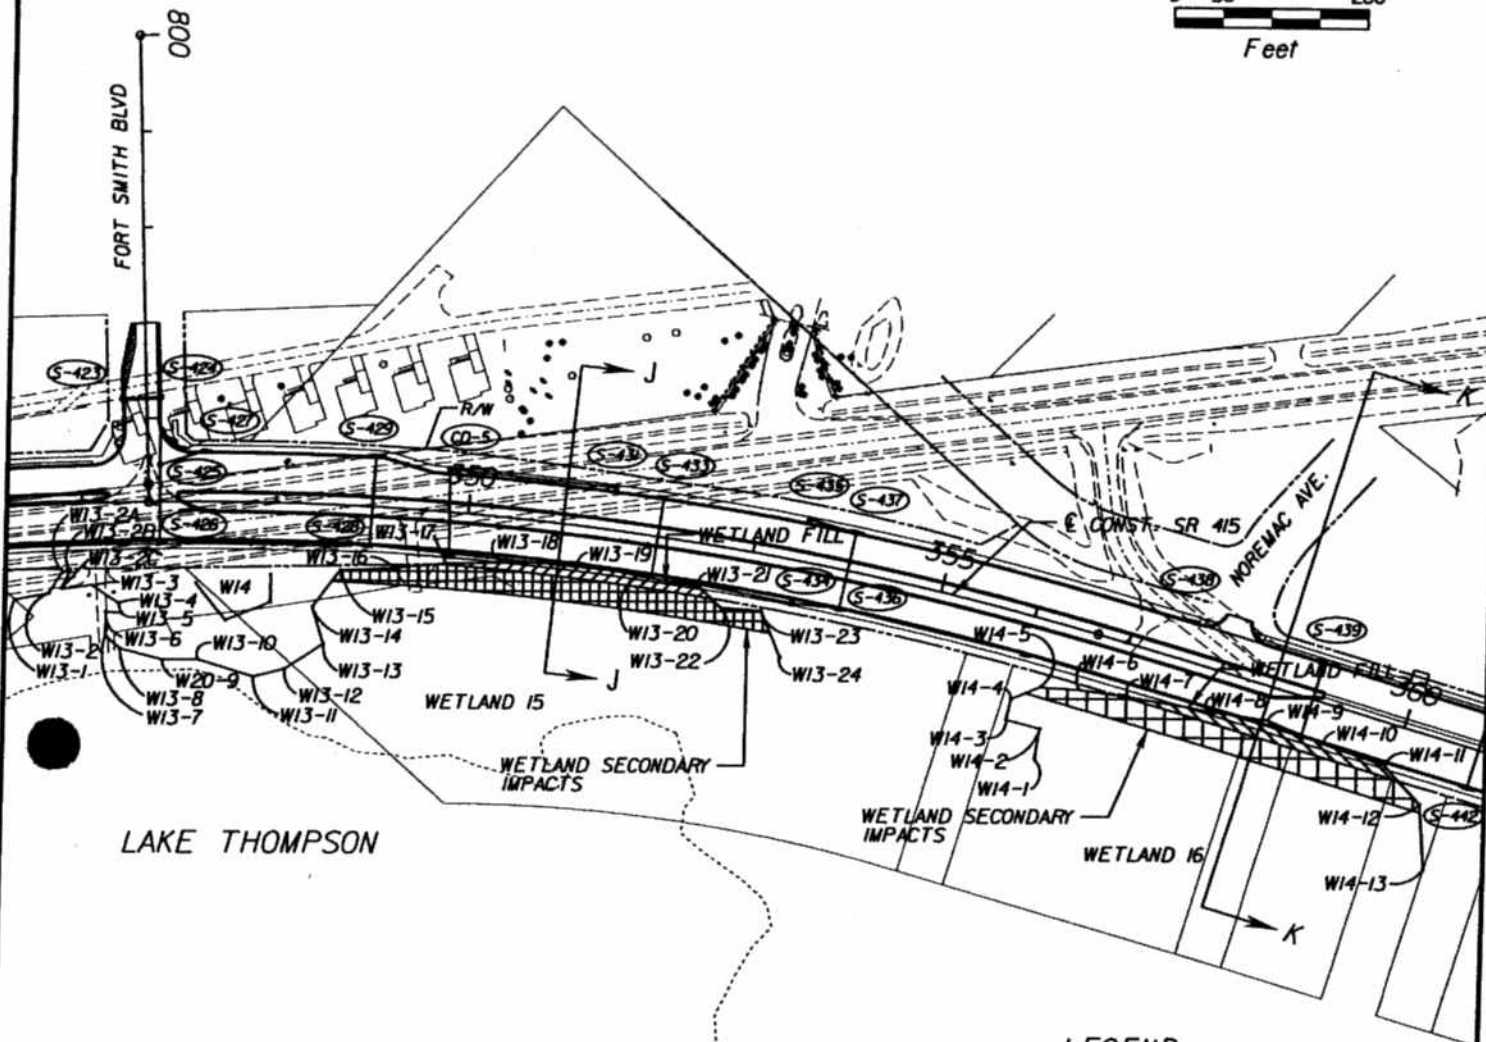 Feet
800
FORT SMITH BLVD
S-423
S-424
S-427
S-429
R/W
CD-5
J
S-431
S-433
S-437
K
S-425
350
W13-2A
W13-2B
W13-2C
S-426
S-428
W13-16
W13-17
W13-18
W13-19
WETLAND FILL
W13-21
S-434
S-436
355
℄ CONST. SR 415
NOREMAC AVE.
S-438
S-439
W13-3
W13-4
W13-5
W13-6
W14
W13-10
W13-15
W13-14
W13-13
W13-12
W13-11
W13-2
W13-1
W20-9
W13-8
W13-7
W13-20
W13-22
W13-23
W13-24
J
WETLAND 15
WETLAND SECONDARY
IMPACTS
W14-5
W14-6
W14-7
W14-8
WETLAND FILL
360
W14-9
W14-10
W14-11
W14-4
W14-3
W14-2
W14-1
W14-12
S-442
W14-13
WETLAND SECONDARY
IMPACTS
WETLAND 16
K
LAKE THOMPSON
LEGEND